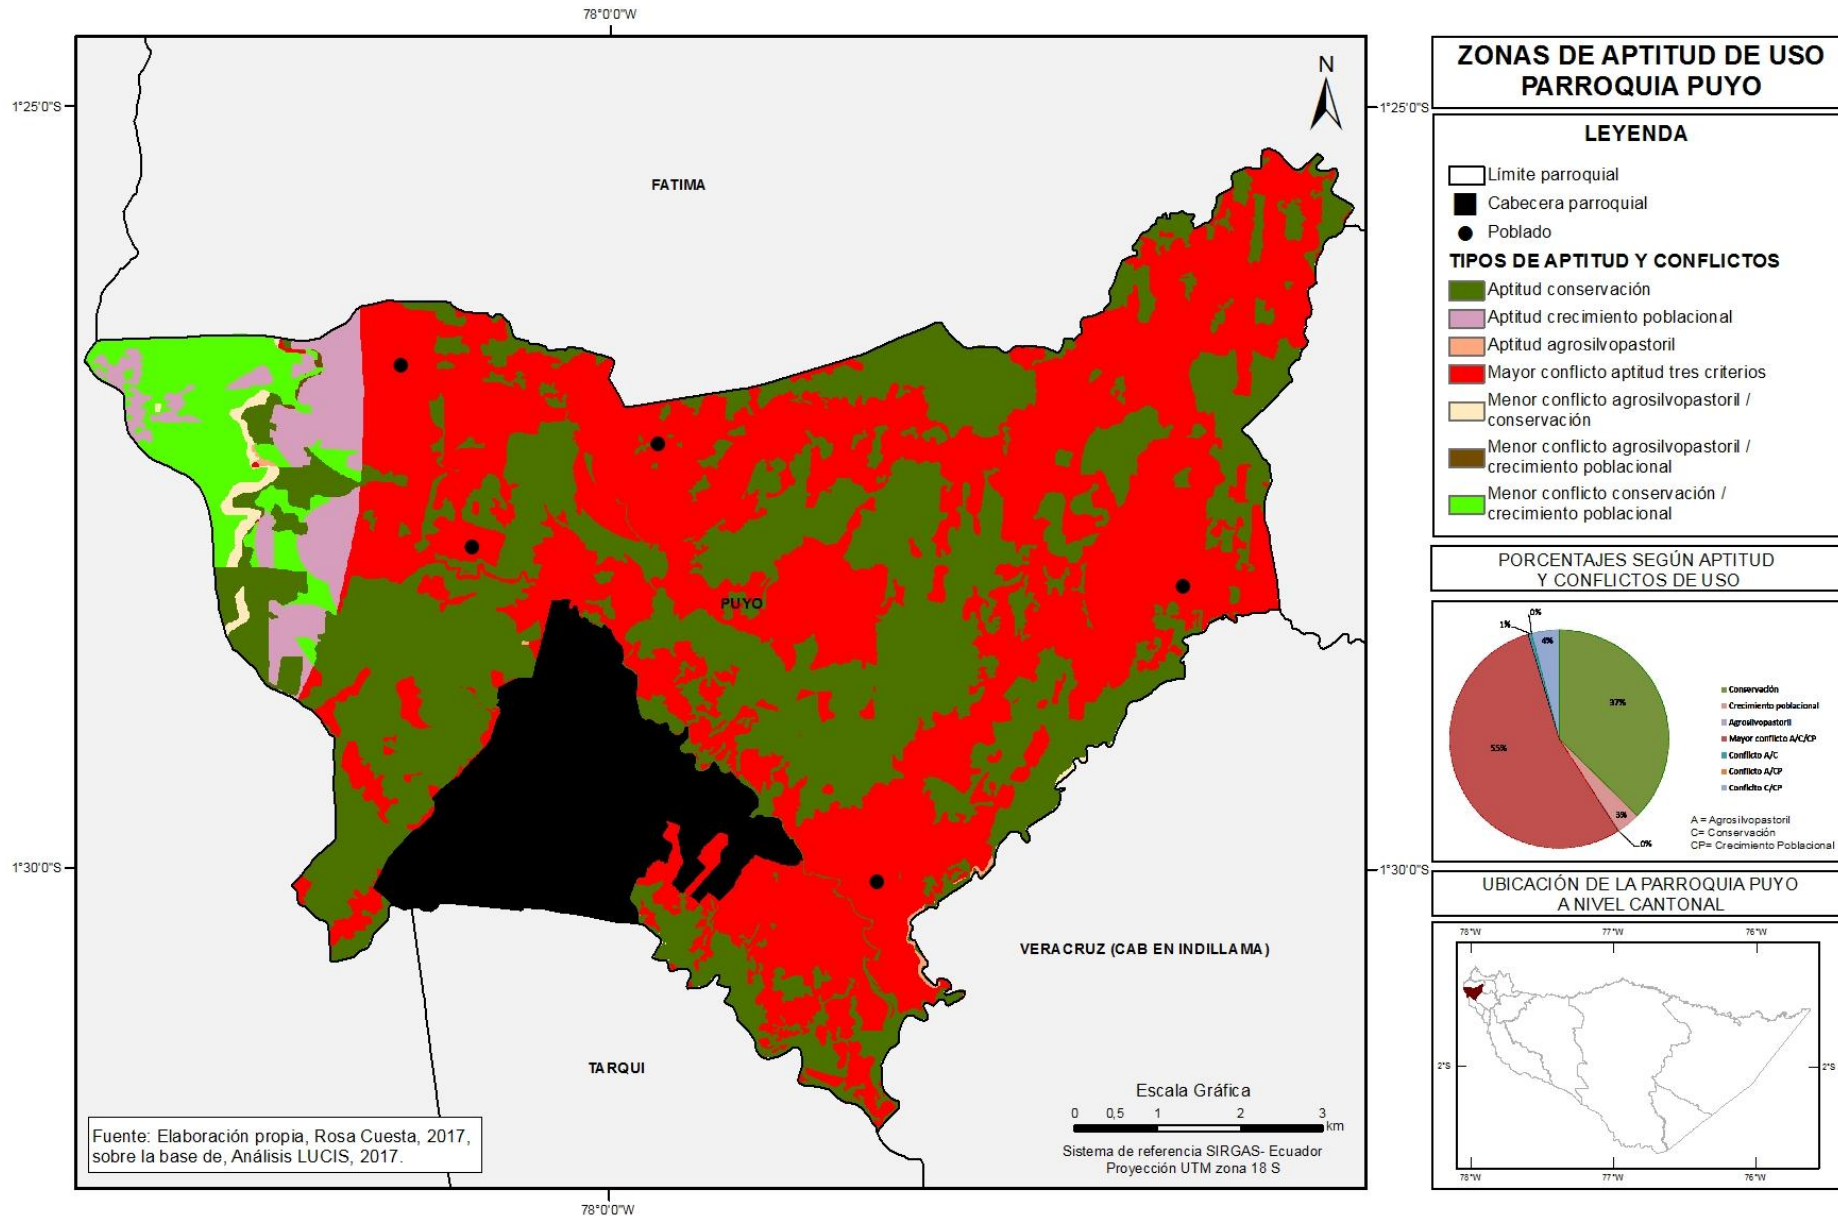 78°0'0"W
1°25'0"S
1°25'0"S
N
FATIMA
PUYO
1°30'0"S
1°30'0"S
VERACRUZ (CAB EN INDILLAMA)
TARQUI
Escala Gráfica
0 0,5 1 2 3
km
Sistema de referencia SIRGAS- Ecuador
Proyección UTM zona 18 S
Fuente: Elaboración propia, Rosa Cuesta, 2017,
sobre la base de, Análisis LUCIS, 2017.
78°0'0"W
ZONAS DE APTITUD DE USO
PARROQUIA PUYO
LEYENDA
Límite parroquial
Cabecera parroquial
Poblado
TIPOS DE APTITUD Y CONFLICTOS
Aptitud conservación
Aptitud crecimiento poblacional
Aptitud agrosilvopastoril
Mayor conflicto aptitud tres criterios
Menor conflicto agrosilvopastoril /
conservación
Menor conflicto agrosilvopastoril /
crecimiento poblacional
Menor conflicto conservación /
crecimiento poblacional
PORCENTAJES SEGÚN APTITUD
Y CONFLICTOS DE USO
0%
1%
4%
37%
55%
3%
0%
Conservación
Crecimiento poblacional
Agrosilvopastoril
Mayor conflicto A/C/CP
Conflicto A/C
Conflicto A/CP
Conflicto C/CP
A = Agrosilvopastoril
C= Conservación
CP= Crecimiento Poblacional
UBICACIÓN DE LA PARROQUIA PUYO
A NIVEL CANTONAL
78°W 77°W 76°W
2°S 2°S
78°W 77°W 76°W